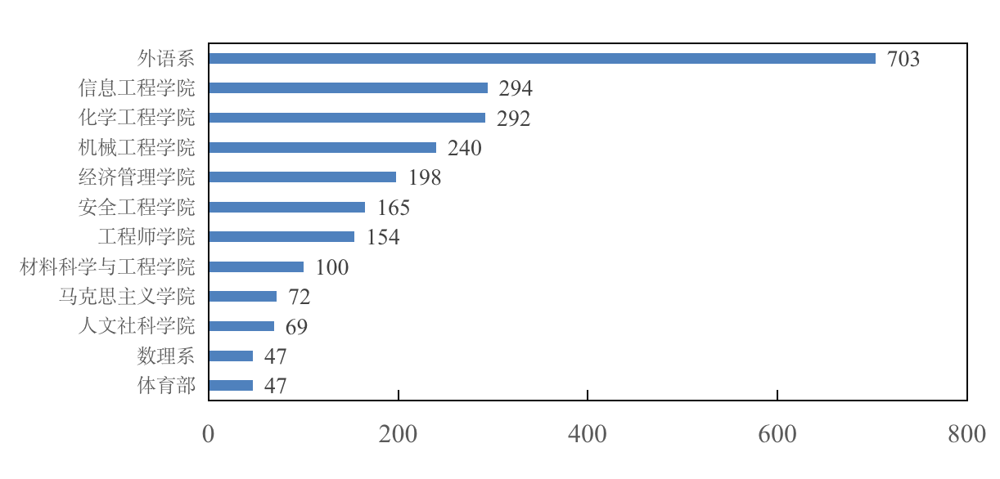 外语系 703
信息工程学院 294
化学工程学院 292
机械工程学院 240
经济管理学院 198
安全工程学院 165
工程师学院 154
材料科学与工程学院 100
马克思主义学院 72
人文社科学院 69
数理系 47
体育部 47
0 200 400 600 800